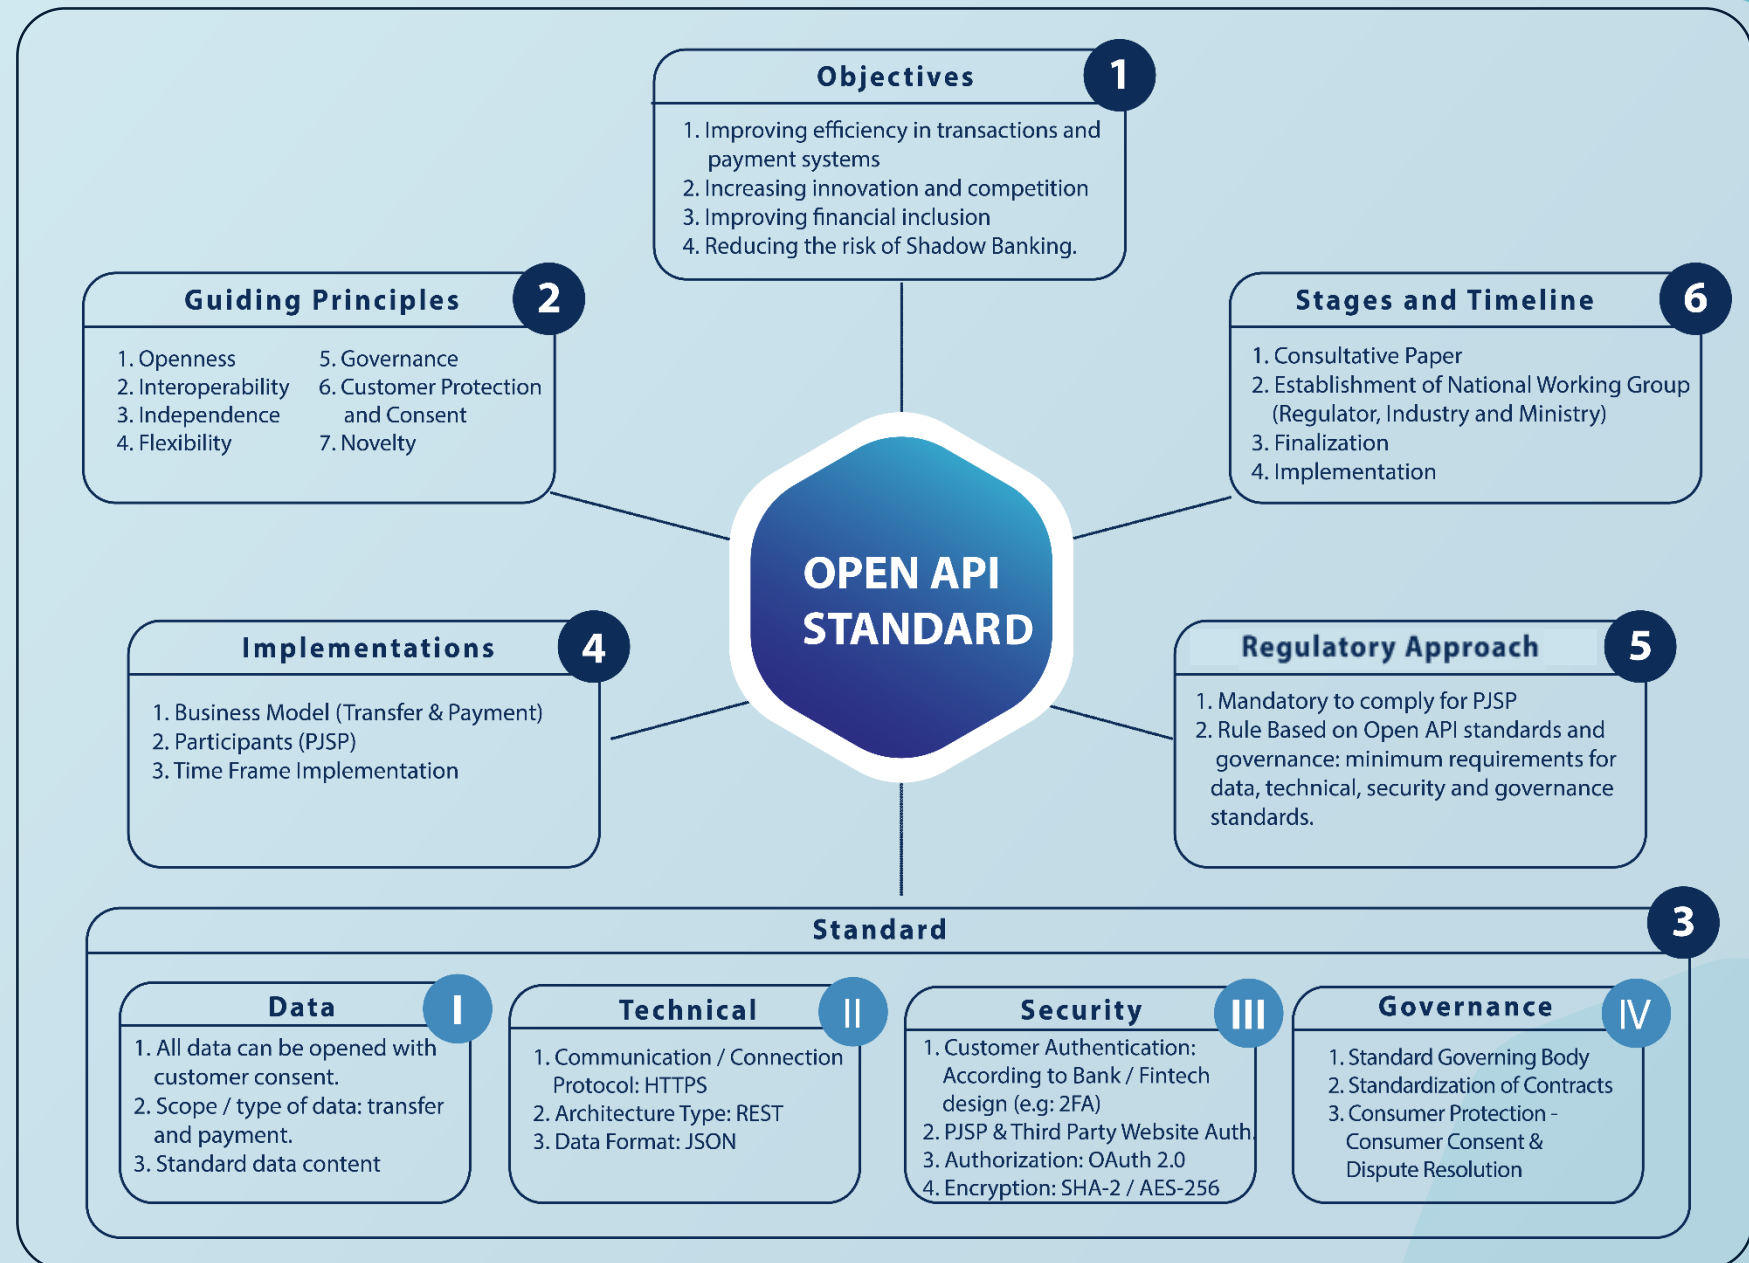 Objectives
1
1. Improving efficiency in transactions and
payment systems
2. Increasing innovation and competition
3. Improving financial inclusion
4. Reducing the risk of Shadow Banking.
Guiding Principles
2
1. Openness
2. Interoperability
3. Independence
4. Flexibility
5. Governance
6. Customer Protection
and Consent
7. Novelty
Stages and Timeline
6
1. Consultative Paper
2. Establishment of National Working Group
(Regulator, Industry and Ministry)
3. Finalization
4. Implementation
OPEN API
STANDARD
Implementations
4
1. Business Model (Transfer & Payment)
2. Participants (PJSP)
3. Time Frame Implementation
Regulatory Approach
5
1. Mandatory to comply for PJSP
2. Rule Based on Open API standards and
governance: minimum requirements for
data, technical, security and governance
standards.
Standard
3
Data
I
1. All data can be opened with
customer consent.
2. Scope / type of data: transfer
and payment.
3. Standard data content
Technical
II
1. Communication / Connection
Protocol: HTTPS
2. Architecture Type: REST
3. Data Format: JSON
Security
III
1. Customer Authentication:
According to Bank / Fintech
design (e.g: 2FA)
2. PJSP & Third Party Website Auth.
3. Authorization: OAuth 2.0
4. Encryption: SHA-2 / AES-256
Governance
IV
1. Standard Governing Body
2. Standardization of Contracts
3. Consumer Protection -
Consumer Consent &
Dispute Resolution